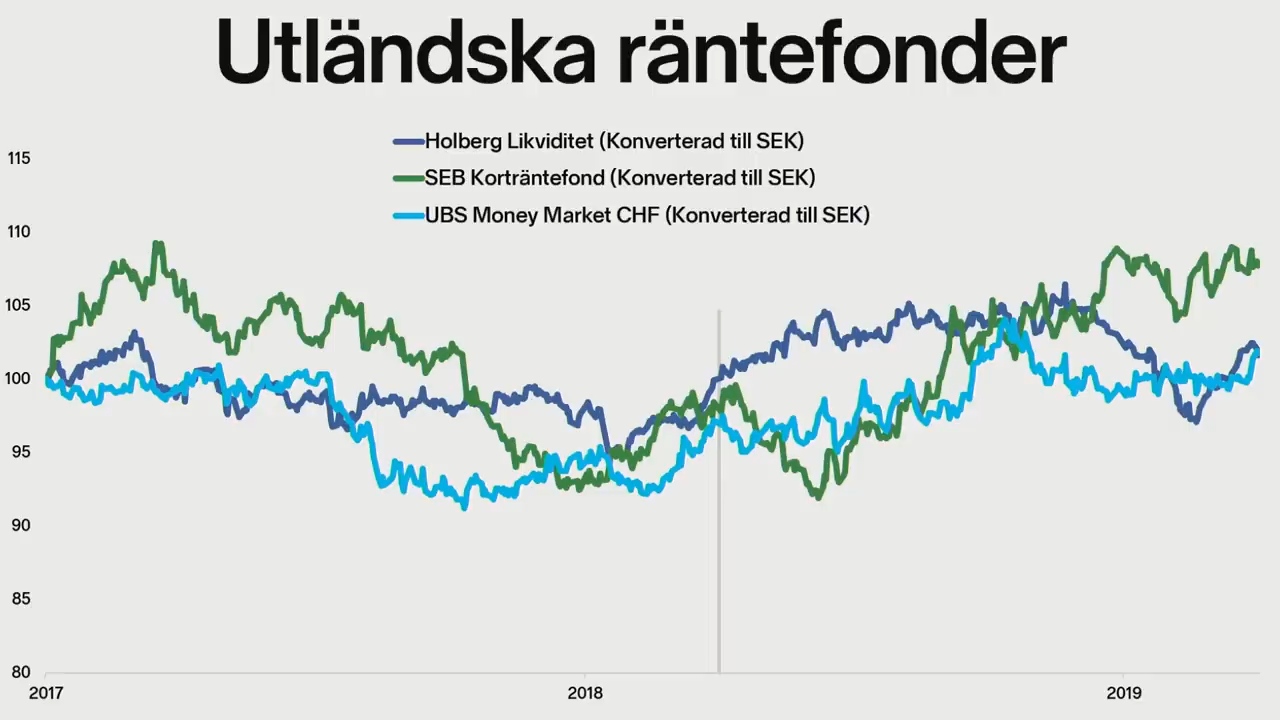 Utländska räntefonder
Holberg Likviditet (Konverterad till SEK)
SEB Korträntefond (Konverterad till SEK)
UBS Money Market CHF (Konverterad till SEK)
115
110
105
100
95
90
85
80
2017
2018
2019